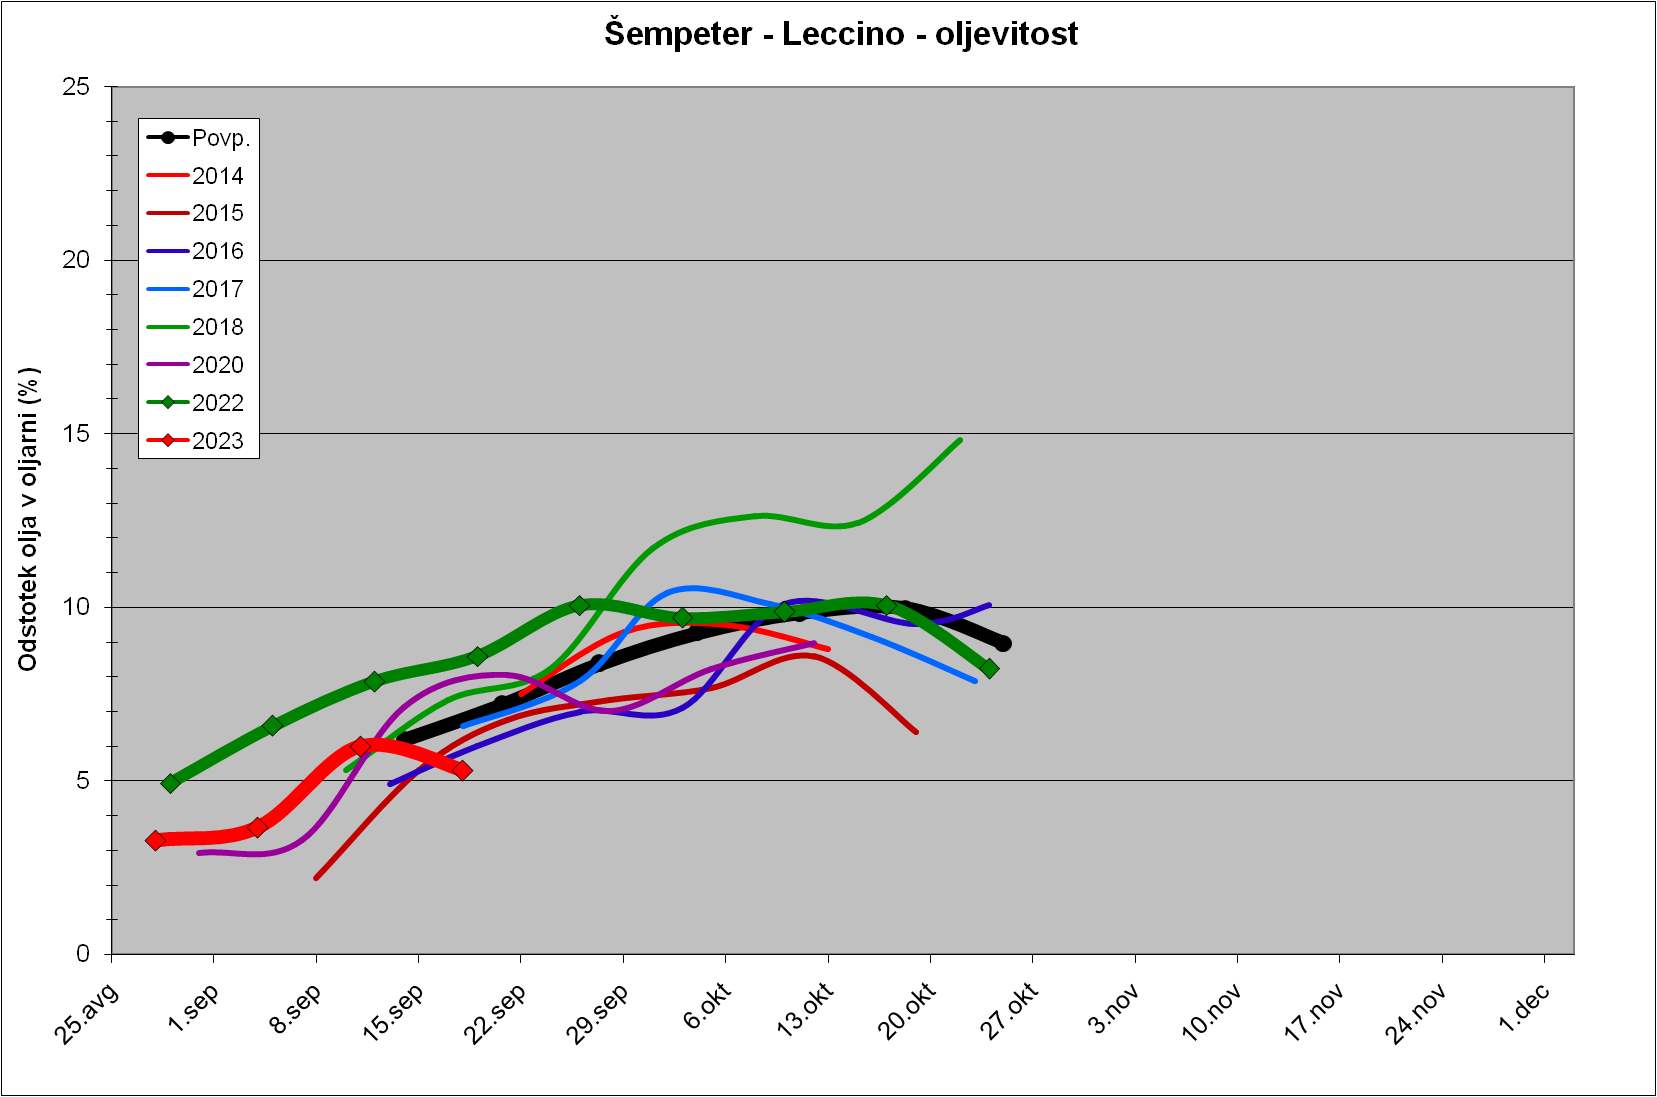 Šempeter - Leccino - oljevitost
Odstotek olja v oljarni (%)
25
20
15
10
5
0
Povp.
2014
2015
2016
2017
2018
2020
2022
2023
25.avg
1.sep
8.sep
15.sep
22.sep
29.sep
6.okt
13.okt
20.okt
27.okt
3.nov
10.nov
17.nov
24.nov
1.dec